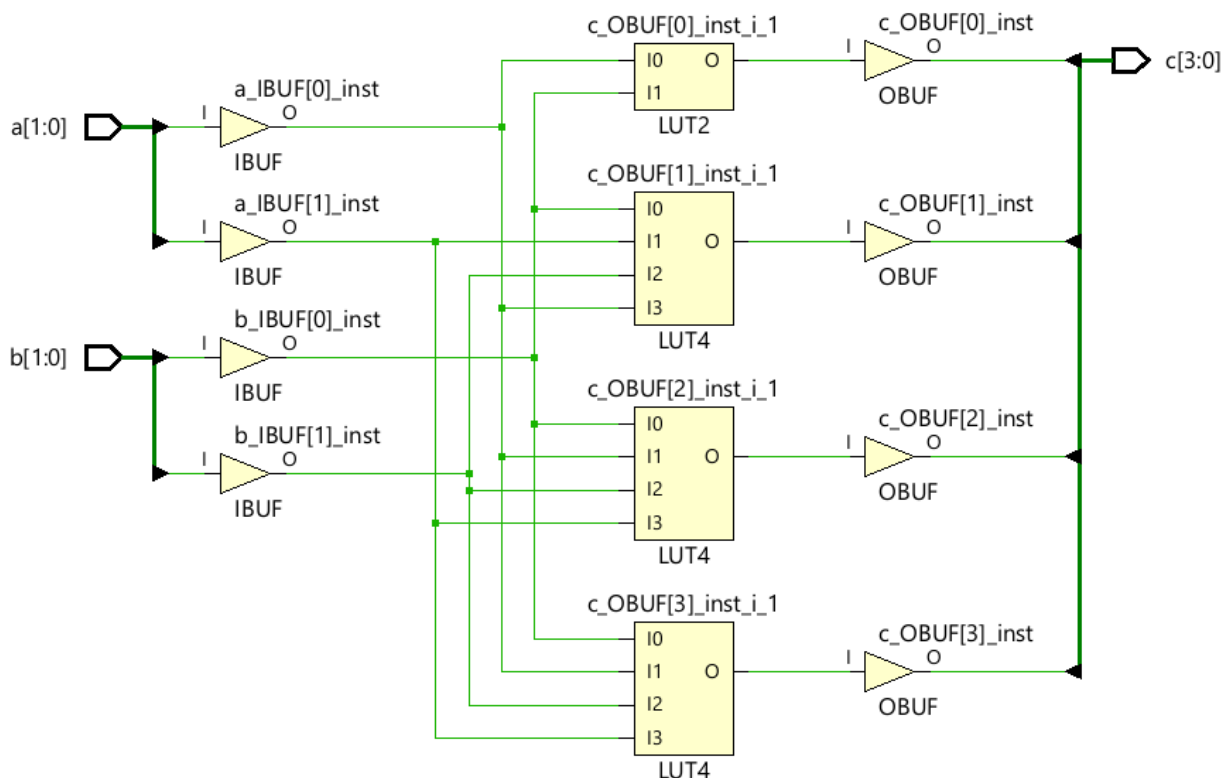 c_OBUF[0]_inst_i_1
c_OBUF[0]_inst
I0
O
I
O
c[3:0]
I1
OBUF
LUT2
a_IBUF[0]_inst
a[1:0]
I
O
IBUF
a_IBUF[1]_inst
I
O
IBUF
c_OBUF[1]_inst_i_1
c_OBUF[1]_inst
I0
I1
O
I
O
I2
OBUF
I3
LUT4
b_IBUF[0]_inst
b[1:0]
I
O
IBUF
b_IBUF[1]_inst
I
O
IBUF
c_OBUF[2]_inst_i_1
c_OBUF[2]_inst
I0
I1
O
I
O
I2
OBUF
I3
LUT4
c_OBUF[3]_inst_i_1
c_OBUF[3]_inst
I0
I1
O
I
O
I2
OBUF
I3
LUT4